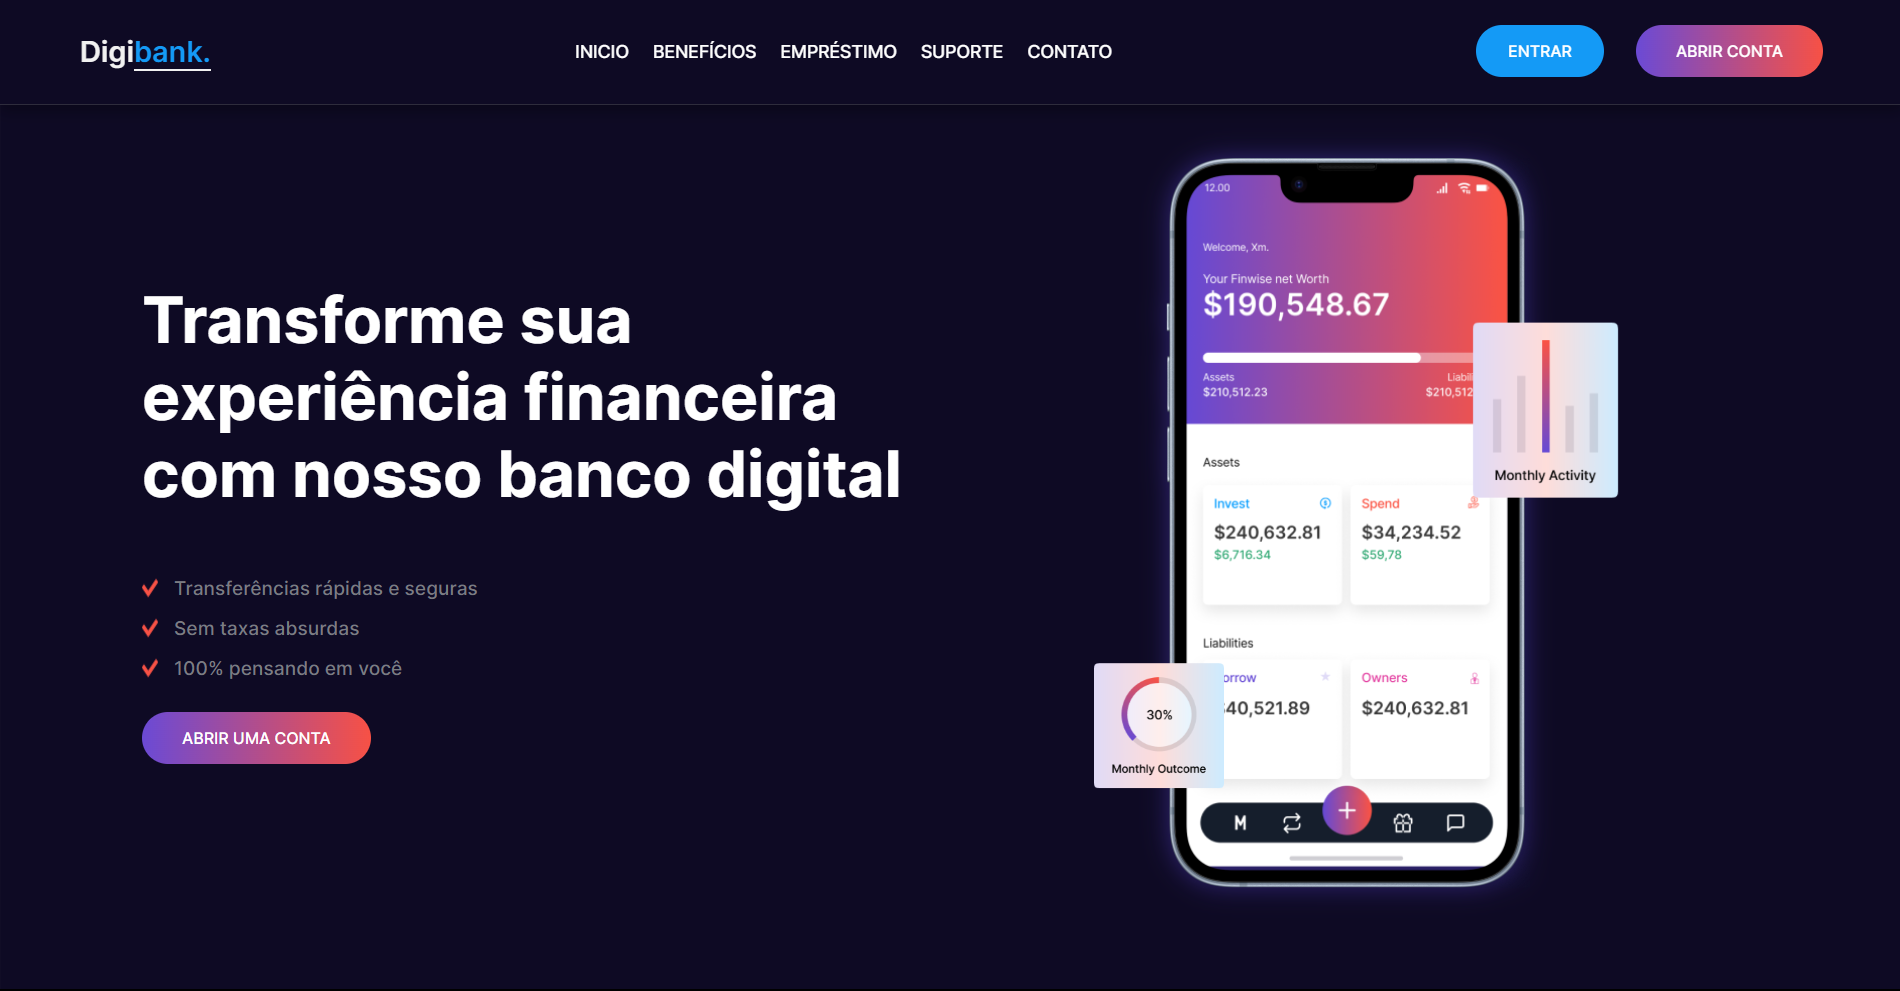 Digibank.
INICIO BENEFÍCIOS EMPRÉSTIMO SUPORTE CONTATO
ENTRAR
ABRIR CONTA
Transforme sua
experiência financeira
com nosso banco digital
Transferências rápidas e seguras
Sem taxas absurdas
100% pensando em você
ABRIR UMA CONTA
12.00
Welcome, Xm.
Your Finwise net Worth
$190,548.67
Assets
$210,512.23
Liabili
$210,512
Monthly Activity
Assets
Invest
$240,632.81
$6,716.34
Spend
$34,234.52
$59,78
Liabilities
orrow
40,521.89
Owners
$240,632.81
30%
Monthly Outcome
M